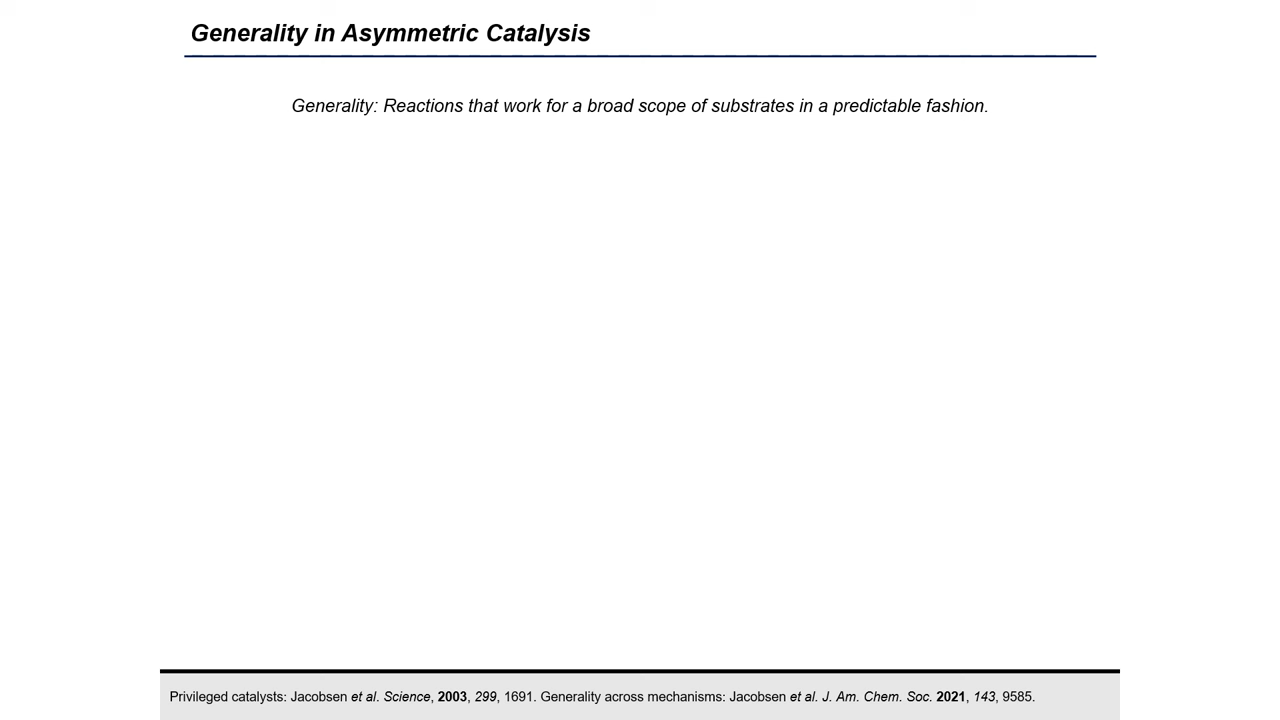 Generality in Asymmetric Catalysis
Generality: Reactions that work for a broad scope of substrates in a predictable fashion.
Privileged catalysts: Jacobsen et al. Science, 2003, 299, 1691. Generality across mechanisms: Jacobsen et al. J. Am. Chem. Soc. 2021, 143, 9585.